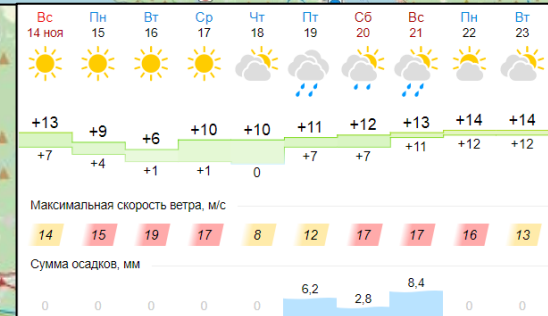 Вс Пн Вт Ср Чт Пт Сб Вс Пн Вт
14 ноя 15 16 17 18 19 20 21 22 23
+13 +9 +6 +10 +10 +11 +12 +13 +14 +14
+7 +4 +1 +1 0 +7 +7 +11 +12 +12
Максимальная скорость ветра, м/с
14 15 19 17 8 12 17 17 16 13
Сумма осадков, мм
0 0 0 0 0 6,2 2,8 8,4 0 0